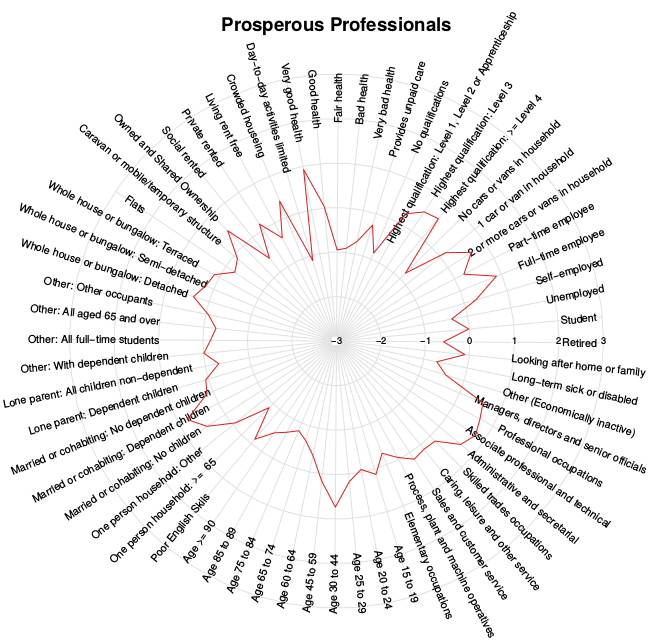 Prosperous Professionals
Day-to-day activities limited
Very good health
Good health
Fair health
Bad health
Very bad health
Provides unpaid care
No qualifications
Highest qualification: Level 1, Level 2 or Apprenticeship
Highest qualification: Level 3
Highest qualification: >= Level 4
No cars or vans in household
1 car or van in household
2 or more cars or vans in household
Part-time employee
Full-time employee
Self-employed
Unemployed
Student
Retired
Looking after home or family
Long-term sick or disabled
Other (Economically inactive)
Managers, directors and senior officials
Professional occupations
Associate professional and technical
Administrative and secretarial
Skilled trades occupations
Caring, leisure and other service
Sales and customer service
Process, plant and machine operatives
Elementary occupations
Age 15 to 19
Age 20 to 24
Age 25 to 29
Age 30 to 44
Age 45 to 59
Age 60 to 64
Age 65 to 74
Age 75 to 84
Age 85 to 89
Age >= 90
Poor English Skils
One person household: >= 65
One person household: Other
Married or cohabiting: No children
Married or cohabiting: Dependent children
Married or cohabiting: No dependent children
Lone parent: Dependent children
Lone parent: All children non-dependent
Other: With dependent children
Other: All full-time students
Other: All aged 65 and over
Other: Other occupants
Whole house or bungalow: Detached
Whole house or bungalow: Semi-detached
Whole house or bungalow: Terraced
Flats
Caravan or mobile/temporary structure
Owned and Shared Ownership
Social rented
Private rented
Living rent free
Crowded houseing
-3 -2 -1 0 1 2 3